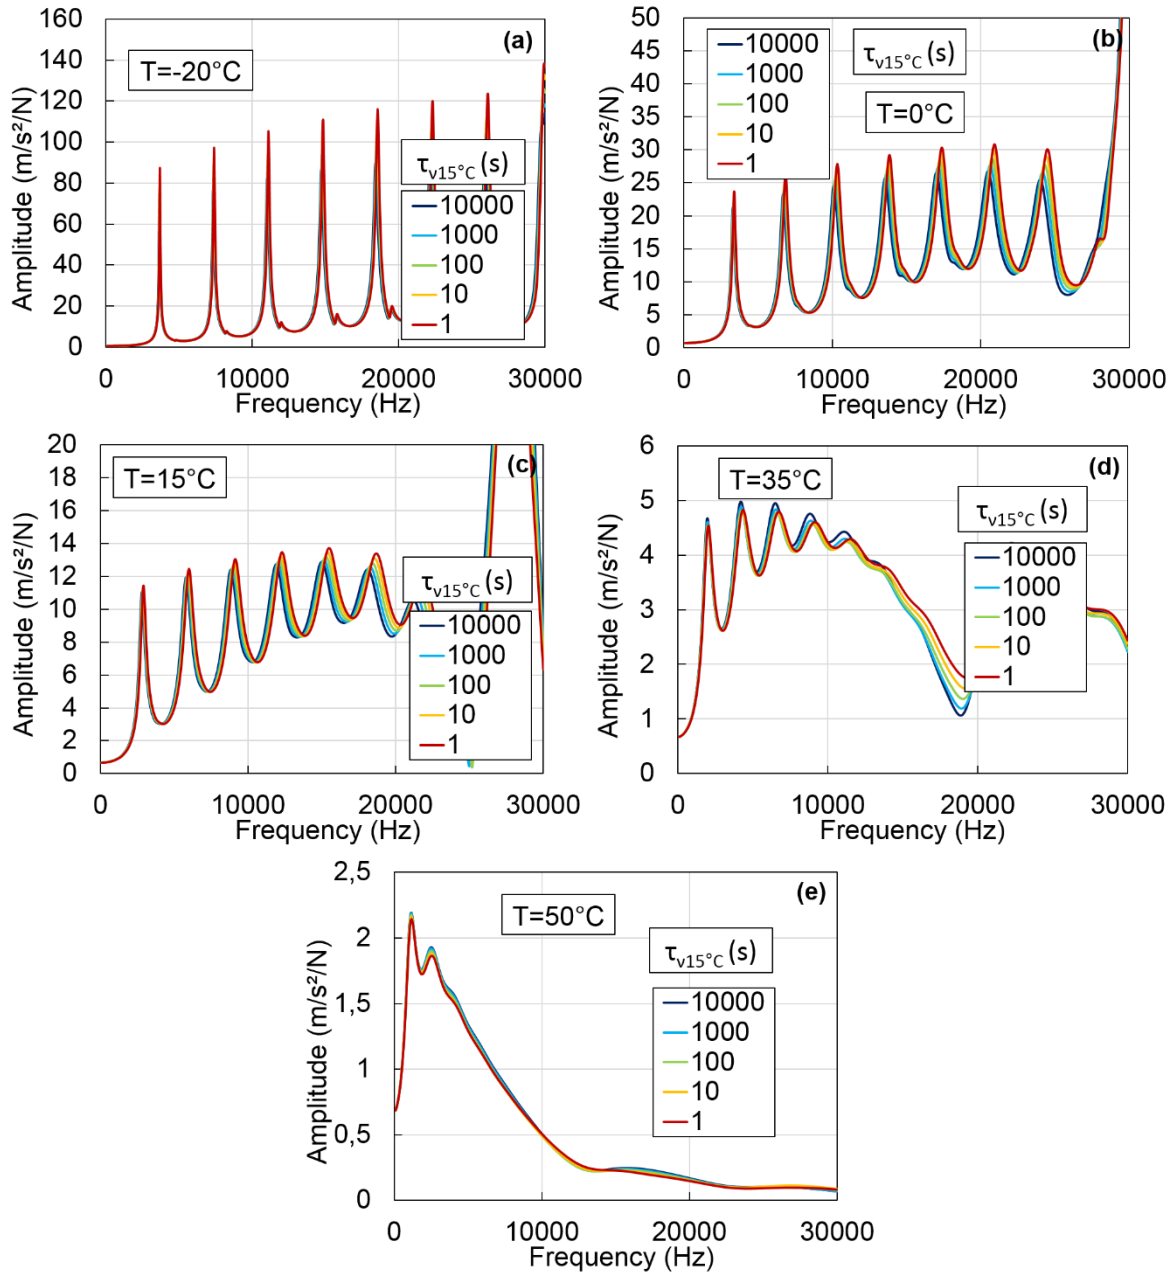 (a)
T=-20°C
Amplitude (m/s²/N)
160
140
120
100
80
60
40
20
0
τv15°C (s)
10000
1000
100
10
1
0 10000 20000 30000
Frequency (Hz)
(b)
T=0°C
Amplitude (m/s²/N)
50
45
40
35
30
25
20
15
10
5
0
τv15°C (s)
10000
1000
100
10
1
0 10000 20000 30000
Frequency (Hz)
(c)
T=15°C
Amplitude (m/s²/N)
20
18
16
14
12
10
8
6
4
2
0
τv15°C (s)
10000
1000
100
10
1
0 10000 20000 30000
Frequency (Hz)
(d)
T=35°C
Amplitude (m/s²/N)
6
5
4
3
2
1
0
τv15°C (s)
10000
1000
100
10
1
0 10000 20000 30000
Frequency (Hz)
(e)
T=50°C
Amplitude (m/s²/N)
2,5
2
1,5
1
0,5
0
τv15°C (s)
10000
1000
100
10
1
0 10000 20000 30000
Frequency (Hz)